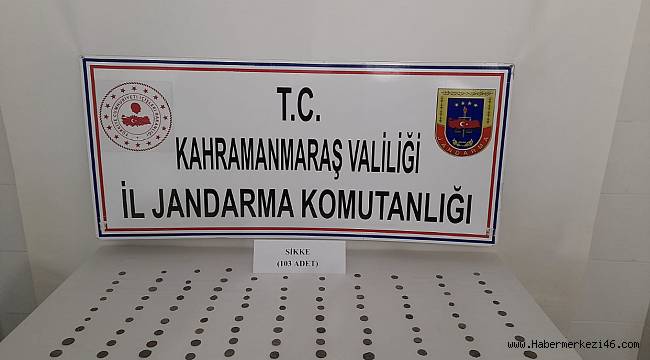 T.C.
KAHRAMANMARAŞ VALİLİĞİ
İL JANDARMA KOMUTANLIĞI
JANDARMA
SİKKE
(103 ADET)
www.Habermerkezi46.com